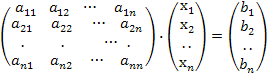 a₁₁ a₁₂ ⋯ a₁ₙ x₁ b₁
a₂₁ a₂₂ ⋯ a₂ₙ · x₂ = b₂
. . ⋯ . .. ..
aₙ₁ aₙ₂ ⋯ aₙₙ xₙ bₙ